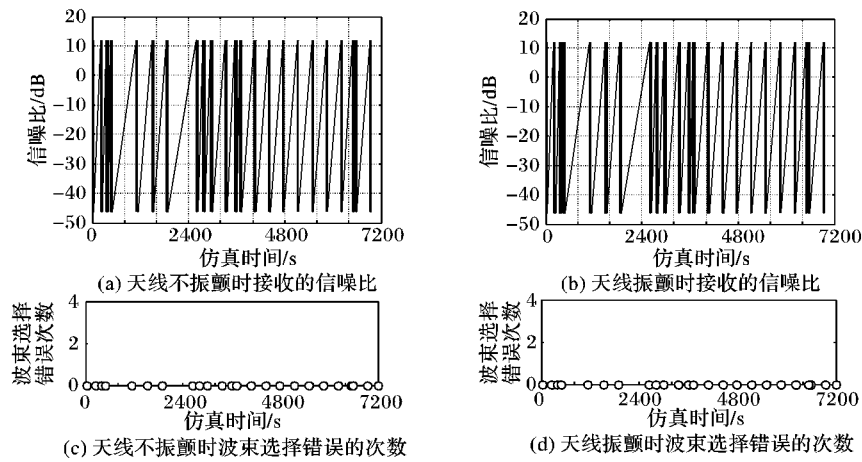 20
10
0
−10
−20
−30
−40
−50
信噪比/dB
0 2400 4800 7200
仿真时间/s
(a) 天线不振颤时接收的信噪比
20
10
0
−10
−20
−30
−40
−50
信噪比/dB
0 2400 4800 7200
仿真时间/s
(b) 天线振颤时接收的信噪比
4
2
0
波束选择
错误次数
0 2400 4800 7200
仿真时间/s
(c) 天线不振颤时波束选择错误的次数
4
2
0
波束选择
错误次数
0 2400 4800 7200
仿真时间/s
(d) 天线振颤时波束选择错误的次数